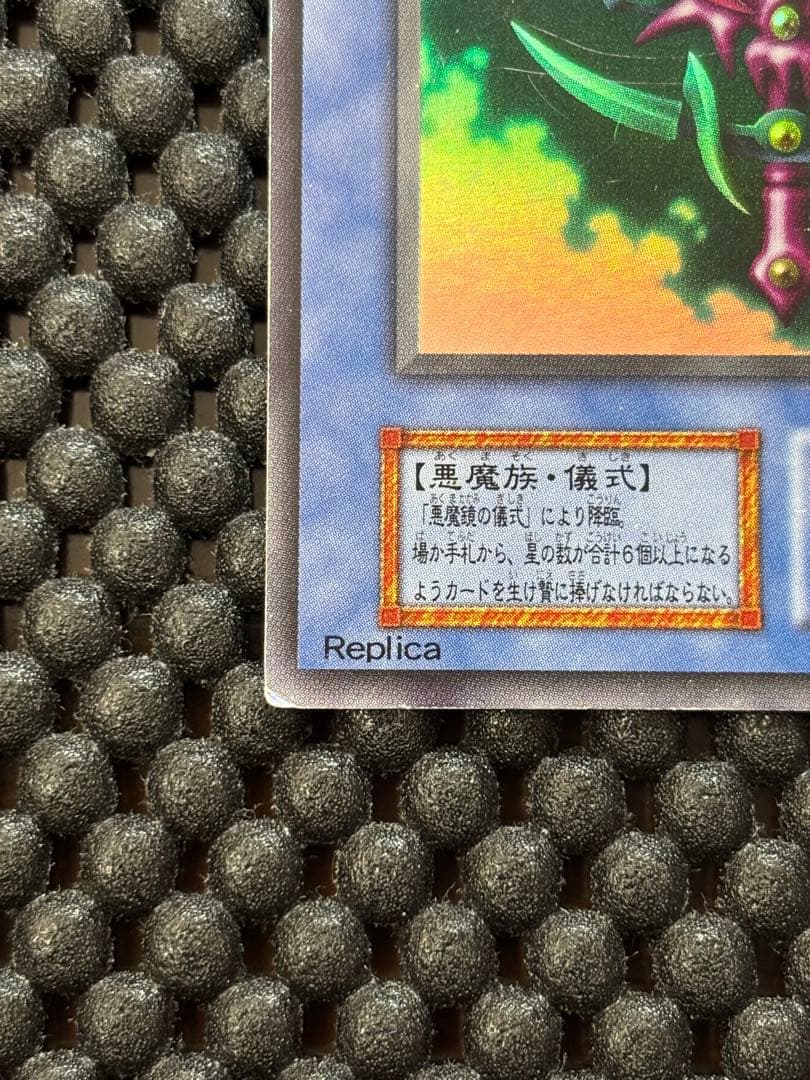 【悪魔族・儀式】
「悪魔鏡の儀式」により降臨。
場か手札から、星の数が合計6個以上になる
ようカードを生け贄に捧げなければならない。
Replica